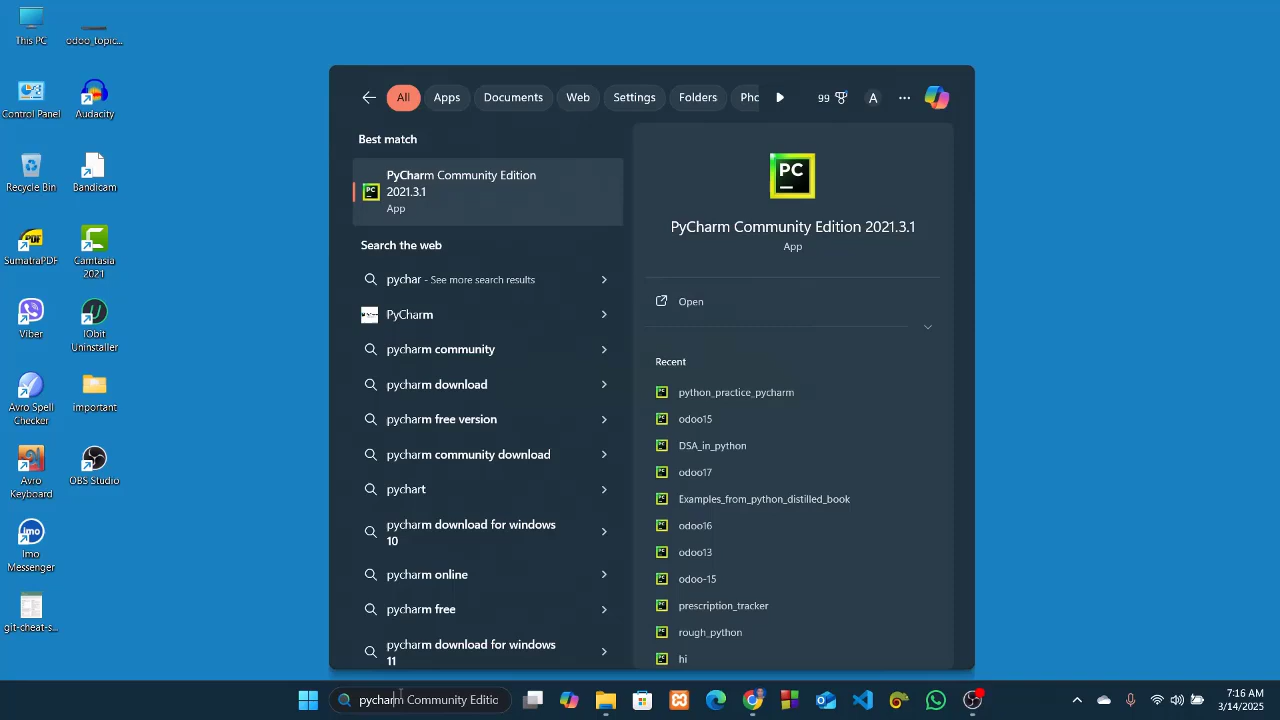 This PC
odoo_topic...
Control Panel
Audacity
Recycle Bin
Bandicam
SumatraPDF
Camtasia
2021
Viber
IObit
Uninstaller
Avro Spell
Checker
important
Avro
Keyboard
OBS Studio
Imo
Messenger
git-cheat-s...
All
Apps
Documents
Web
Settings
Folders
Phc
99
A
Best match
PyCharm Community Edition
2021.3.1
App
Search the web
pychar - See more search results
PyCharm
pycharm community
pycharm download
pycharm free version
pycharm community download
pychart
pycharm download for windows
10
pycharm online
pycharm free
pycharm download for windows
11
PC
PyCharm Community Edition 2021.3.1
App
Open
Recent
python_practice_pycharm
odoo15
DSA_in_python
odoo17
Examples_from_python_distilled_book
odoo16
odoo13
odoo-15
prescription_tracker
rough_python
hi
pycharm Community Editic
7:16 AM
3/14/2025